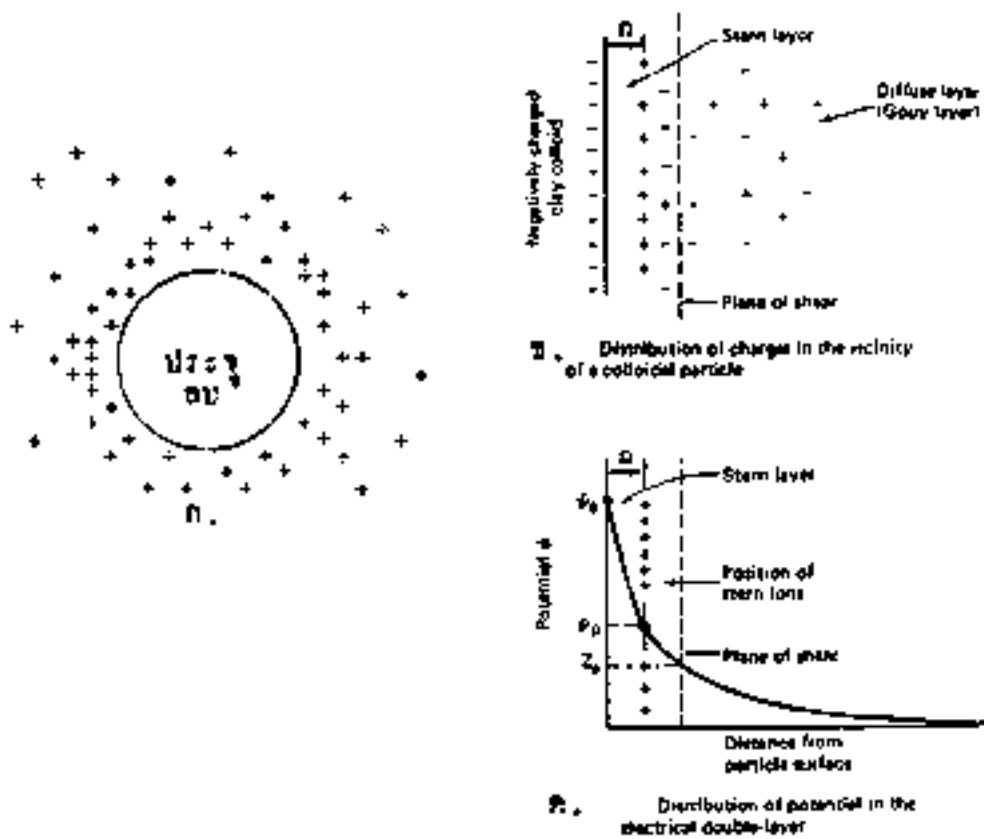 D
Stern layer
Diffuse layer
(Gouy layer)
Negatively charged
clay colloid
Plane of shear
Distribution of charges in the vicinity
of a colloidal particle
D
Stern layer
Potential
Position of
stern ions
Plane of shear
Distance from
particle surface
Distribution of potential in the
electrical double-layer